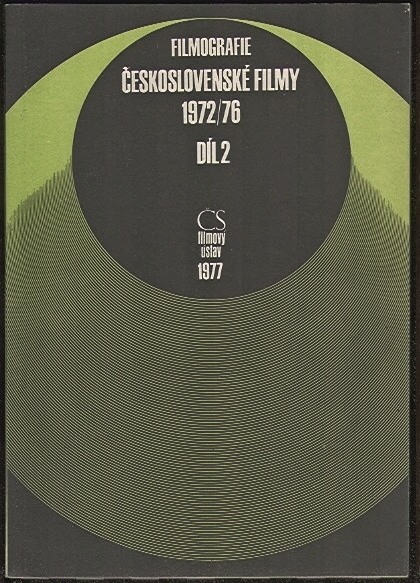 FILMOGRAFIE
ČESKOSLOVENSKÉ FILMY
1972/76
DÍL 2
ČS
filmový
ústav
1977